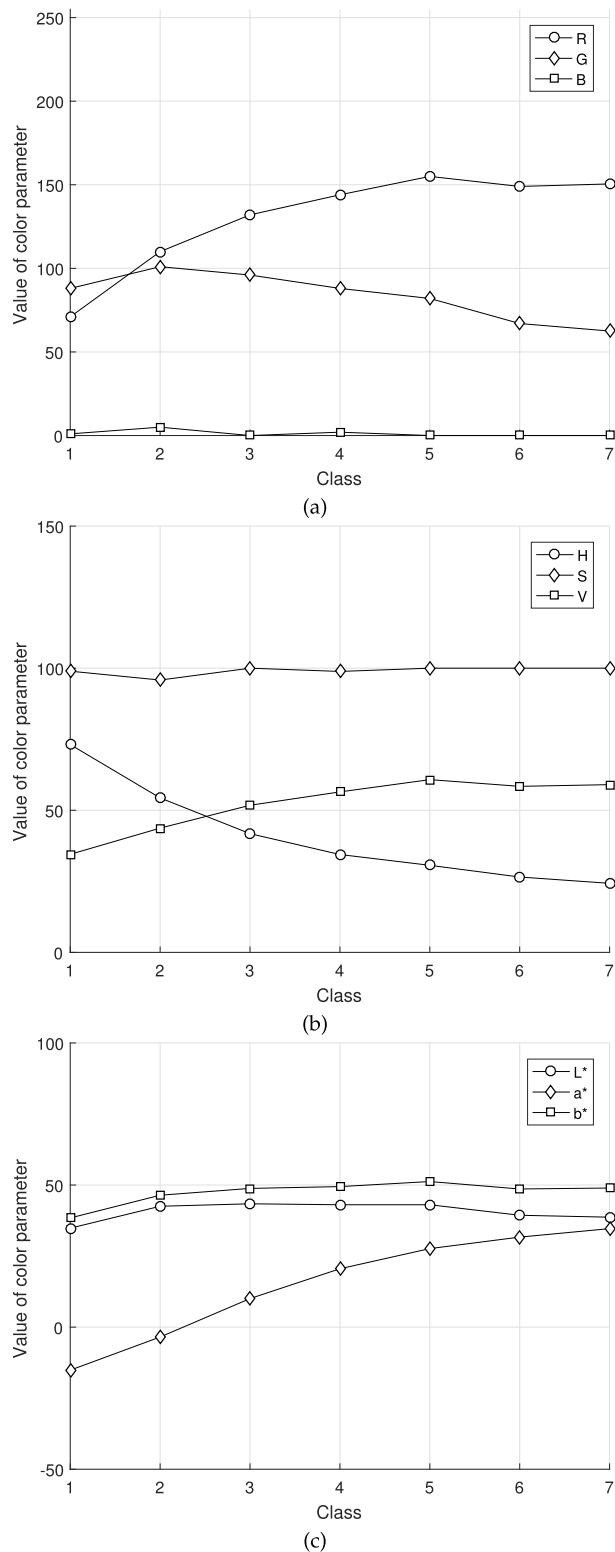 250
200
150
100
50
0
Value of color parameter
R
G
B
1 2 3 4 5 6 7
Class
(a)
150
100
50
0
Value of color parameter
H
S
V
1 2 3 4 5 6 7
Class
(b)
100
50
0
-50
Value of color parameter
L*
a*
b*
1 2 3 4 5 6 7
Class
(c)